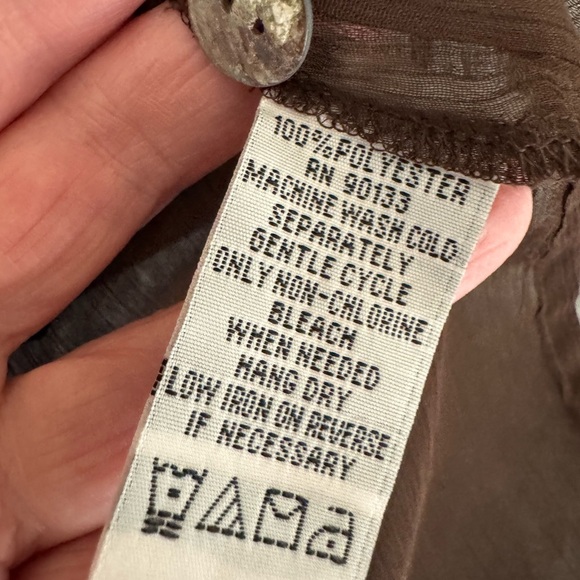 100% POLYESTER
RN 90133
MACHINE WASH COLD
SEPARATELY
GENTLE CYCLE
ONLY NON-CHLORINE
BLEACH
WHEN NEEDED
HANG DRY
LOW IRON ON REVERSE
IF NECESSARY